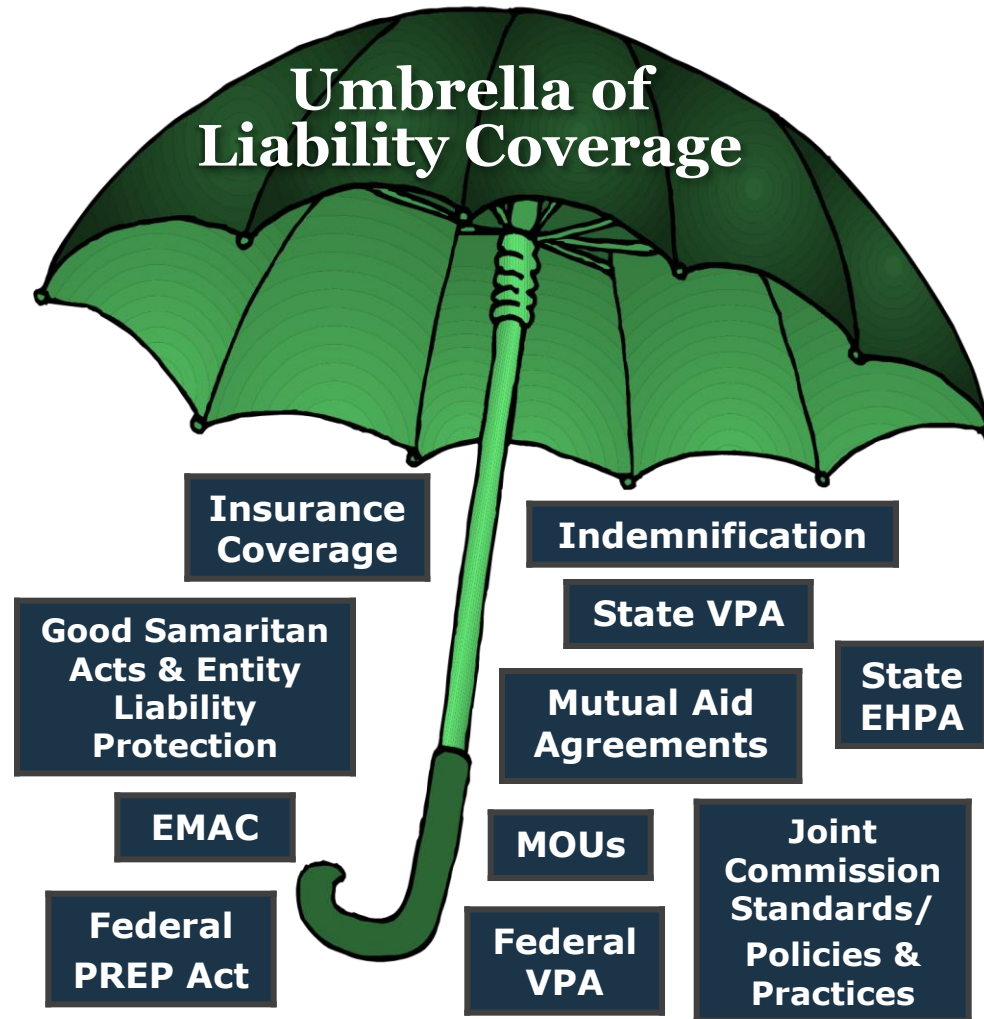 Umbrella of
Liability Coverage
Insurance
Coverage
Indemnification
State VPA
Good Samaritan
Acts & Entity
Liability
Protection
State
EHPA
Mutual Aid
Agreements
EMAC
MOUs
Joint
Commission
Standards/
Policies &
Practices
Federal
PREP Act
Federal
VPA